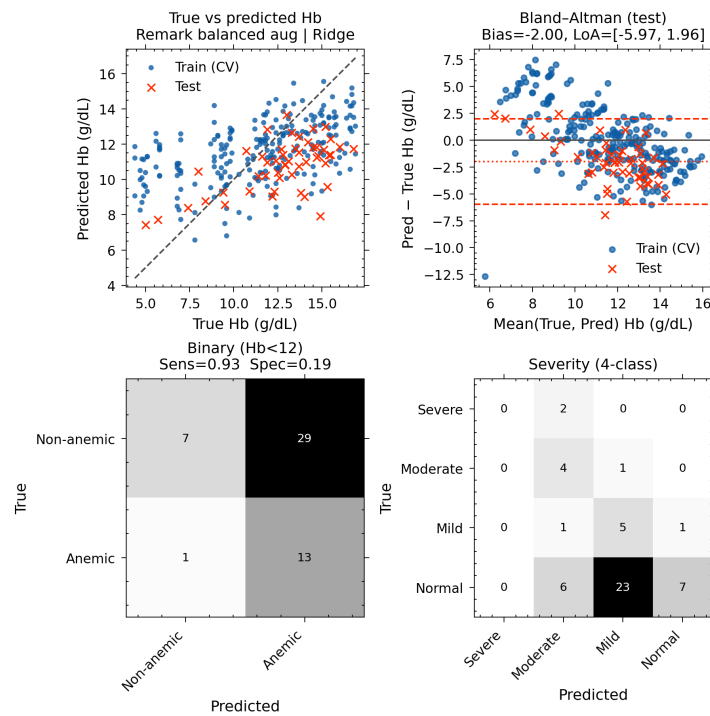 True vs predicted Hb
Remark balanced aug | Ridge
Train (CV)
Test
Predicted Hb (g/dL)
16
14
12
10
8
6
4
5.0
7.5
10.0
12.5
15.0
True Hb (g/dL)
Bland–Altman (test)
Bias=-2.00, LoA=[-5.97, 1.96]
Pred − True Hb (g/dL)
7.5
5.0
2.5
0.0
−2.5
−5.0
−7.5
−10.0
−12.5
Train (CV)
Test
6
8
10
12
14
16
Mean(True, Pred) Hb (g/dL)
Binary (Hb<12)
Sens=0.93 Spec=0.19
True
Non-anemic
7
29
Anemic
1
13
Non-anemic
Anemic
Predicted
Severity (4-class)
True
Severe
0
2
0
0
Moderate
0
4
1
0
Mild
0
1
5
1
Normal
0
6
23
7
Severe
Moderate
Mild
Normal
Predicted